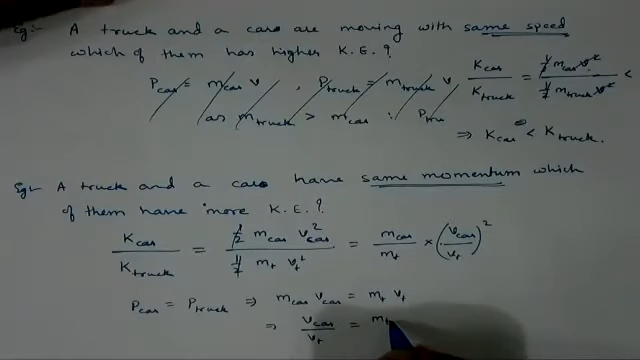 Eg:- A truck and a car are moving with same speed
which of them has higher K.E.?
P_car = m_car v , P_truck = m_truck v
as m_truck > m_car ∴ P_tru
K_car / K_truck = ½ m_car v² / ½ m_truck v² <
⇒ K_car < K_truck.
Eg:- A truck and a car have same momentum which
of them have more K.E.?
K_car / K_truck = ½ m_car v_car² / ½ m_t v_t² = m_car / m_t × (v_car / v_t)²
P_car = P_truck ⇒ m_car v_car = m_t v_t
⇒ v_car / v_t = m_t